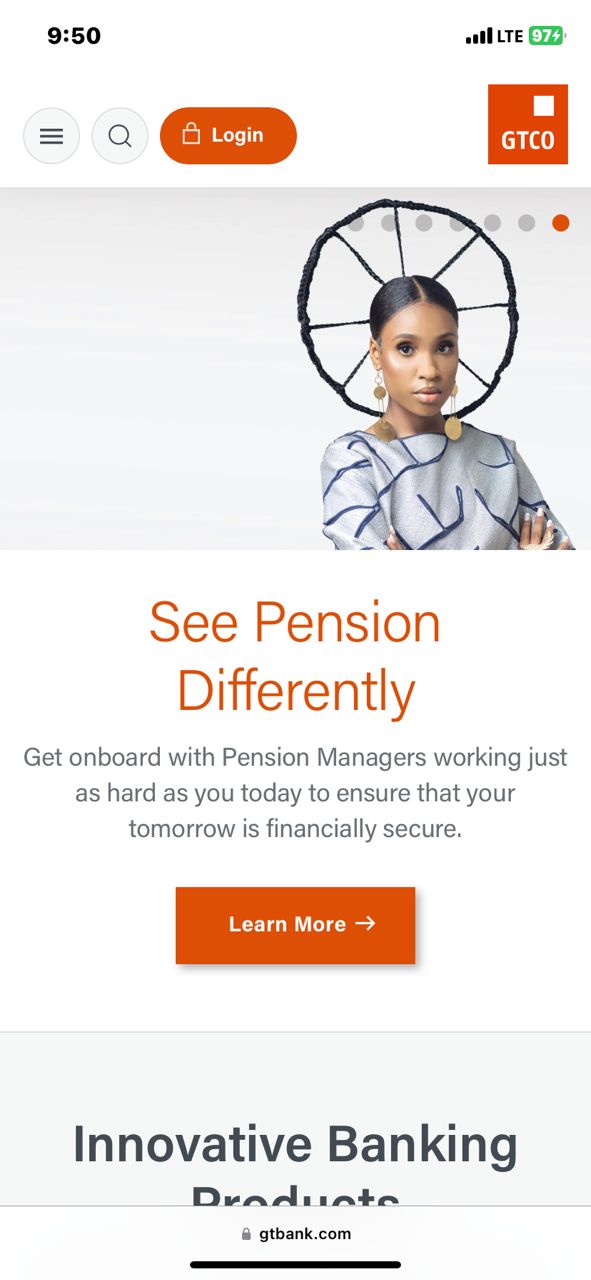 9:50
LTE 97
Login
GTCO
See Pension
Differently
Get onboard with Pension Managers working just
as hard as you today to ensure that your
tomorrow is financially secure.
Learn More →
Innovative Banking
Products
gtbank.com